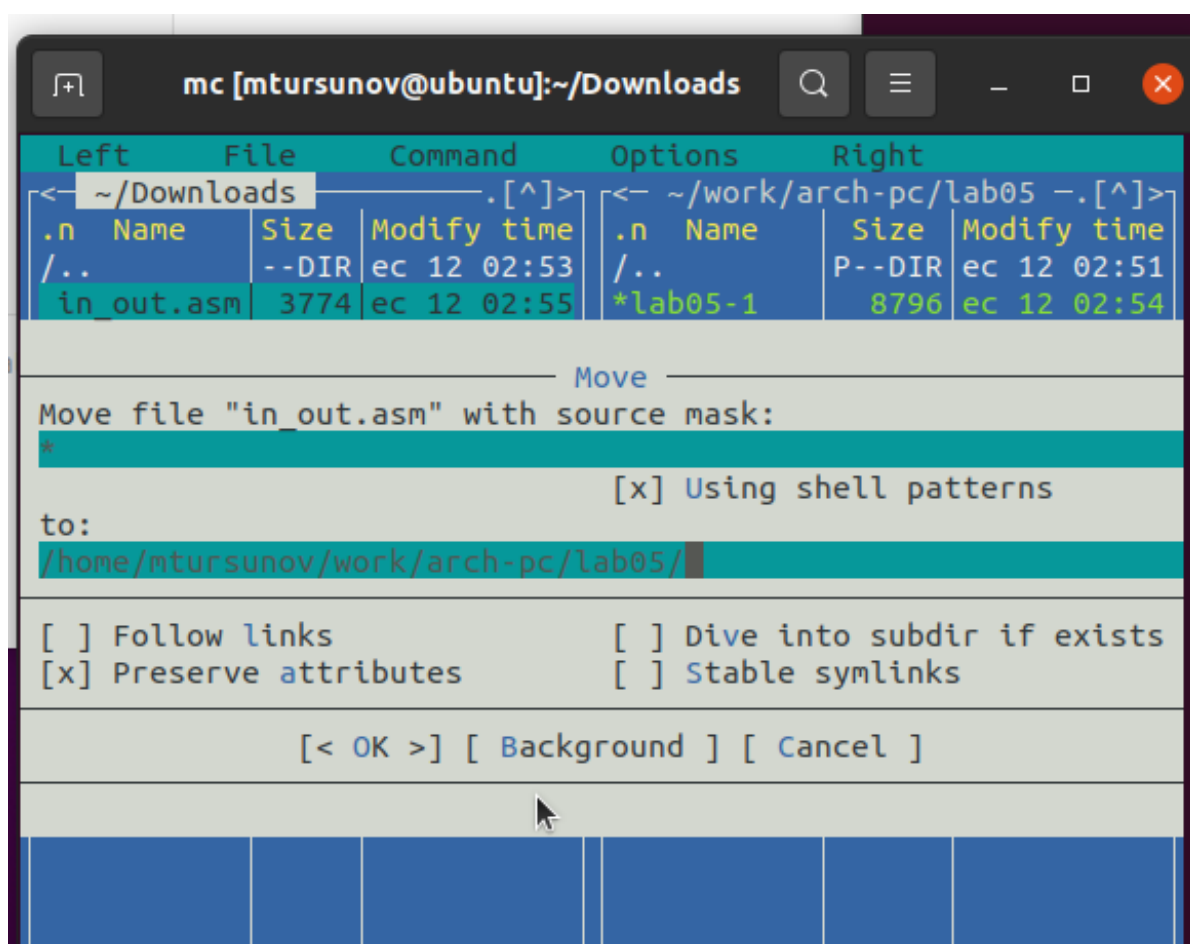 mc [mtursunov@ubuntu]:~/Downloads
Left File Command Options Right
<─ ~/Downloads ─.[^]> <─ ~/work/arch-pc/lab05 ─.[^]>
.n Name Size Modify time .n Name Size Modify time
/.. --DIR ec 12 02:53 /.. P--DIR ec 12 02:51
in_out.asm 3774 ec 12 02:55 *lab05-1 8796 ec 12 02:54
Move
Move file "in_out.asm" with source mask:
*
[x] Using shell patterns
to:
/home/mtursunov/work/arch-pc/lab05/
[ ] Follow links [ ] Dive into subdir if exists
[x] Preserve attributes [ ] Stable symlinks
[< OK >] [ Background ] [ Cancel ]